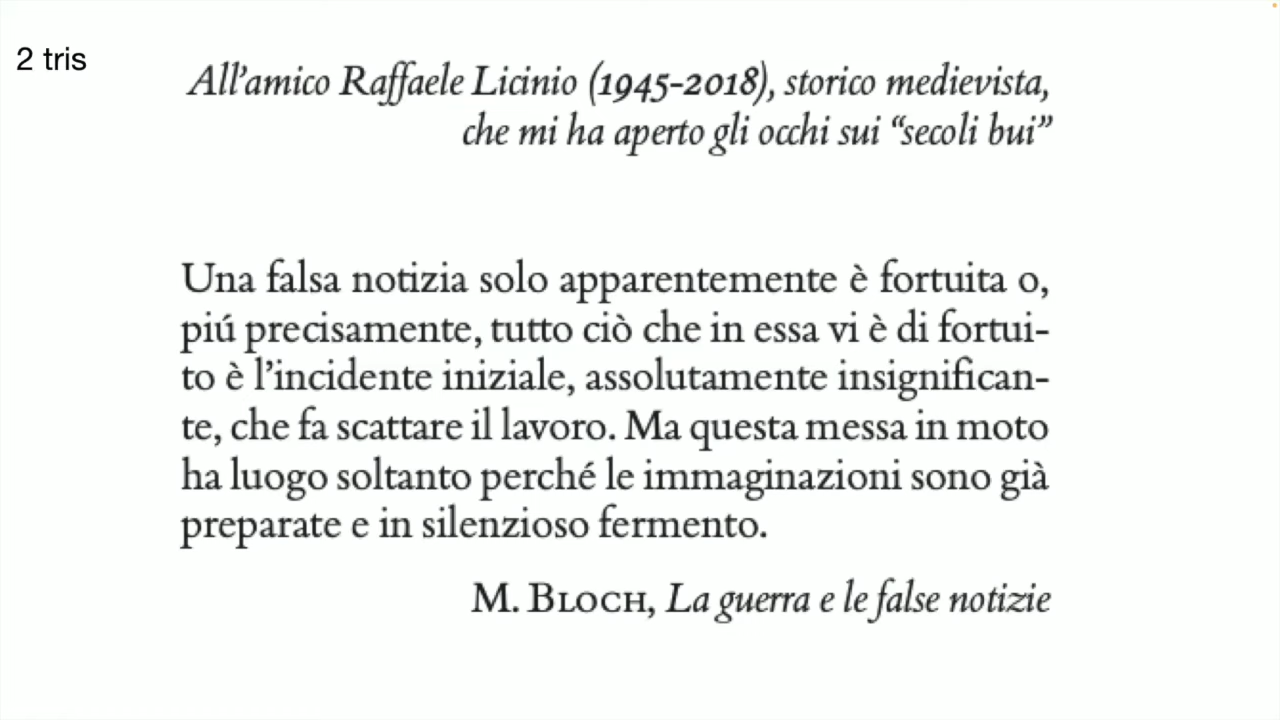 2 tris
All’amico Raffaele Licinio (1945-2018), storico medievista,
che mi ha aperto gli occhi sui “secoli bui”
Una falsa notizia solo apparentemente è fortuita o,
piú precisamente, tutto ciò che in essa vi è di fortui-
to è l’incidente iniziale, assolutamente insignifican-
te, che fa scattare il lavoro. Ma questa messa in moto
ha luogo soltanto perché le immaginazioni sono già
preparate e in silenzioso fermento.
M. Bloch, La guerra e le false notizie